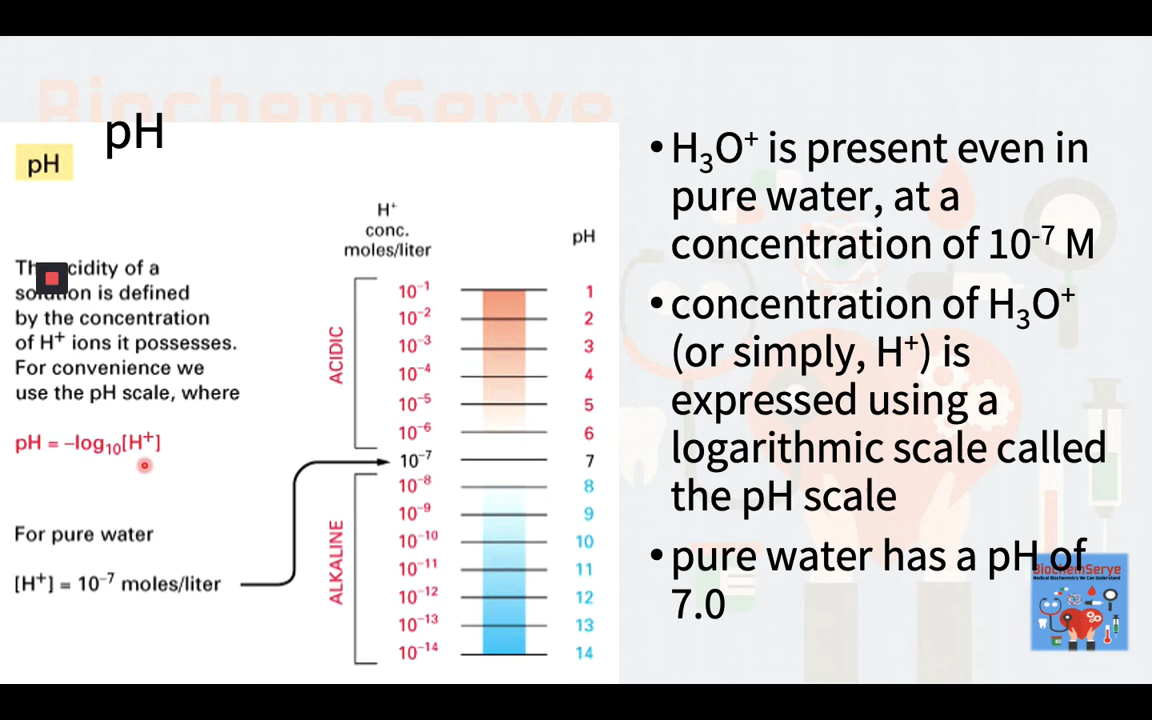 BiochemServe
pH
pH
H⁺
conc.
moles/liter
pH
cidity of a
is defined
by the concentration
of H⁺ ions it possesses.
For convenience we
use the pH scale, where
pH = –log₁₀[H⁺]
For pure water
[H⁺] = 10⁻⁷ moles/liter
ACIDIC
ALKALINE
10⁻¹ 1
10⁻² 2
10⁻³ 3
10⁻⁴ 4
10⁻⁵ 5
10⁻⁶ 6
10⁻⁷ 7
10⁻⁸ 8
10⁻⁹ 9
10⁻¹⁰ 10
10⁻¹¹ 11
10⁻¹² 12
10⁻¹³ 13
10⁻¹⁴ 14
• H₃O⁺ is present even in
pure water, at a
concentration of 10⁻⁷ M
• concentration of H₃O⁺
(or simply, H⁺) is
expressed using a
logarithmic scale called
the pH scale
• pure water has a pH of
7.0
BiochemServe
Medical Biochemistry We Can Understand